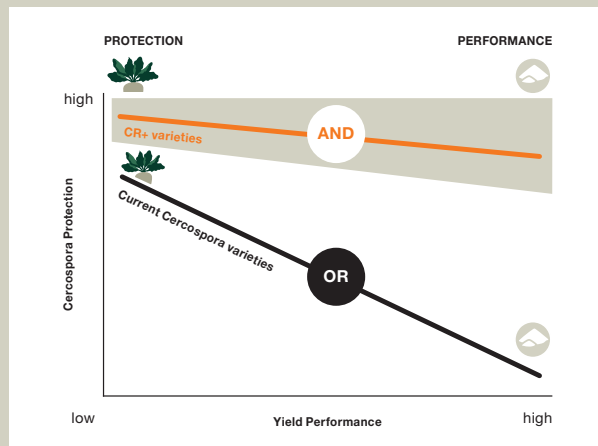 PROTECTION
PERFORMANCE
high
AND
CR+ varieties
Current Cercospora varieties
OR
Cercospora Protection
low
Yield Performance
high